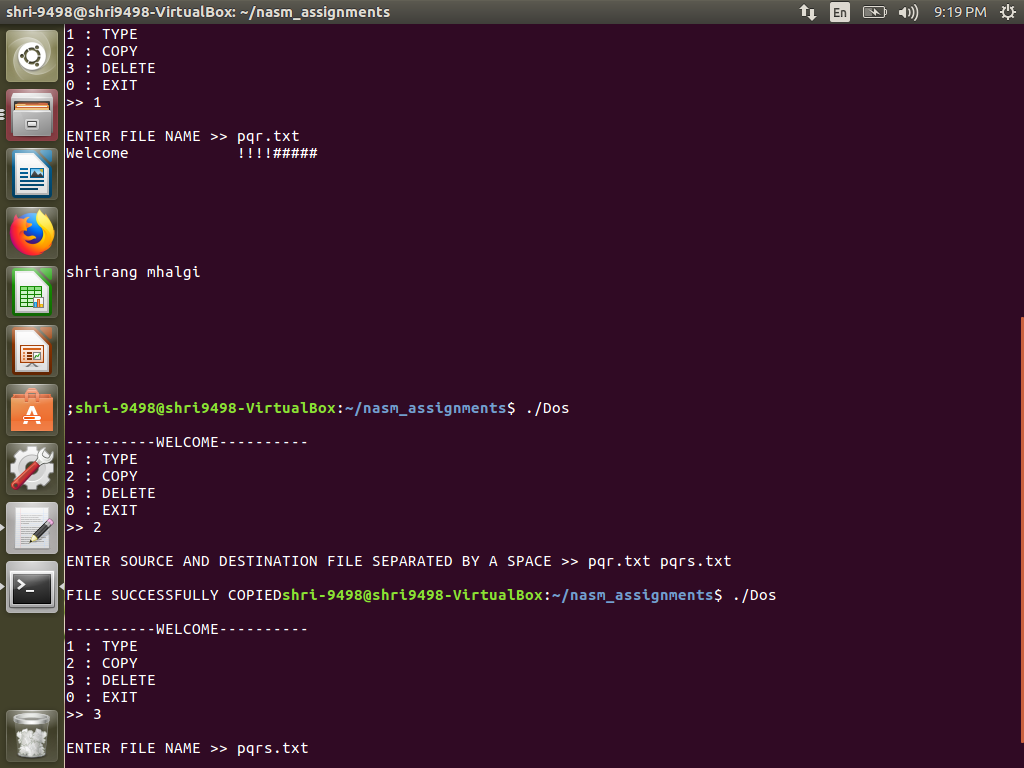 shri-9498@shri9498-VirtualBox: ~/nasm_assignments
En
9:19 PM
1 : TYPE
2 : COPY
3 : DELETE
0 : EXIT
>> 1
ENTER FILE NAME >> pqr.txt
Welcome            !!!!#####
shrirang mhalgi
;shri-9498@shri9498-VirtualBox:~/nasm_assignments$ ./Dos
----------WELCOME----------
1 : TYPE
2 : COPY
3 : DELETE
0 : EXIT
>> 2
ENTER SOURCE AND DESTINATION FILE SEPARATED BY A SPACE >> pqr.txt pqrs.txt
FILE SUCCESSFULLY COPIEDshri-9498@shri9498-VirtualBox:~/nasm_assignments$ ./Dos
----------WELCOME----------
1 : TYPE
2 : COPY
3 : DELETE
0 : EXIT
>> 3
ENTER FILE NAME >> pqrs.txt